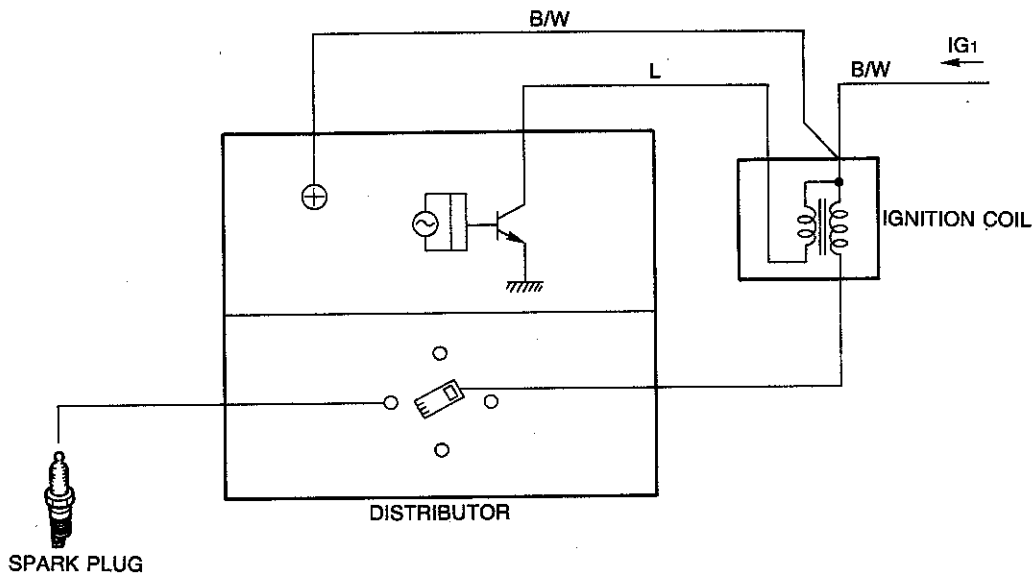 B/W
IG1
L
B/W
IGNITION COIL
DISTRIBUTOR
SPARK PLUG